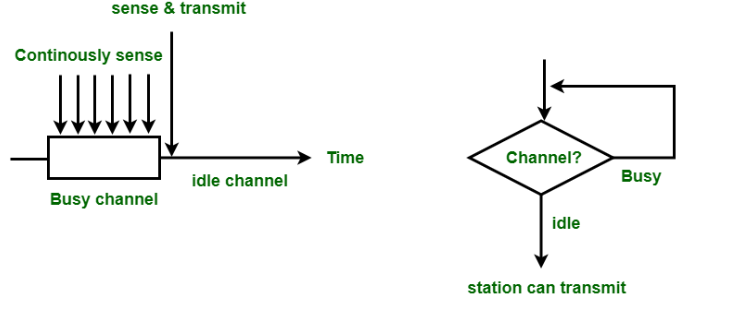 sense & transmit
Continously sense
Time
idle channel
Busy channel
Channel?
Busy
idle
station can transmit